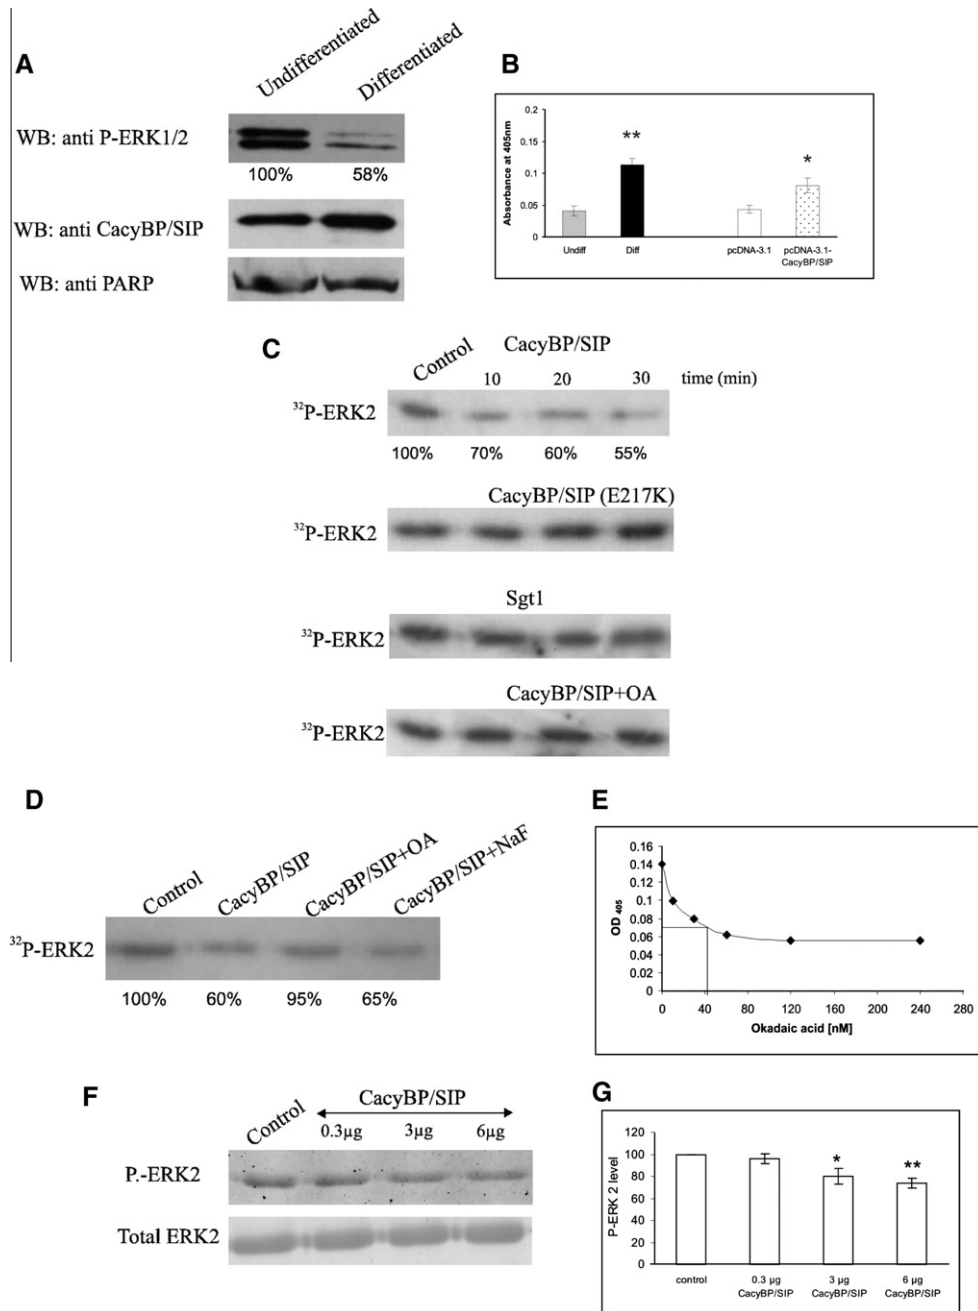 A
Undifferentiated
Differentiated
WB: anti P-ERK1/2
100% 58%
WB: anti CacyBP/SIP
WB: anti PARP
B
Absorbance at 405nm
0.2
0.15
0.1
0.05
0
**
*
Undiff Diff pcDNA-3.1 pcDNA-3.1-
CacyBP/SIP
C
Control
CacyBP/SIP
10 20 30 time (min)
32P-ERK2
100% 70% 60% 55%
CacyBP/SIP (E217K)
32P-ERK2
Sgt1
32P-ERK2
CacyBP/SIP+OA
32P-ERK2
D
Control
CacyBP/SIP
CacyBP/SIP+OA
CacyBP/SIP+NaF
32P-ERK2
100% 60% 95% 65%
E
OD 405
0.16
0.14
0.12
0.1
0.08
0.06
0.04
0.02
0
0 40 80 120 160 200 240 280
Okadaic acid [nM]
F
Control
CacyBP/SIP
0.3µg 3µg 6µg
P.-ERK2
Total ERK2
G
P-ERK 2 level
120
100
80
60
40
20
0
*
**
control 0.3 µg 3 µg 6 µg
CacyBP/SIP CacyBP/SIP CacyBP/SIP